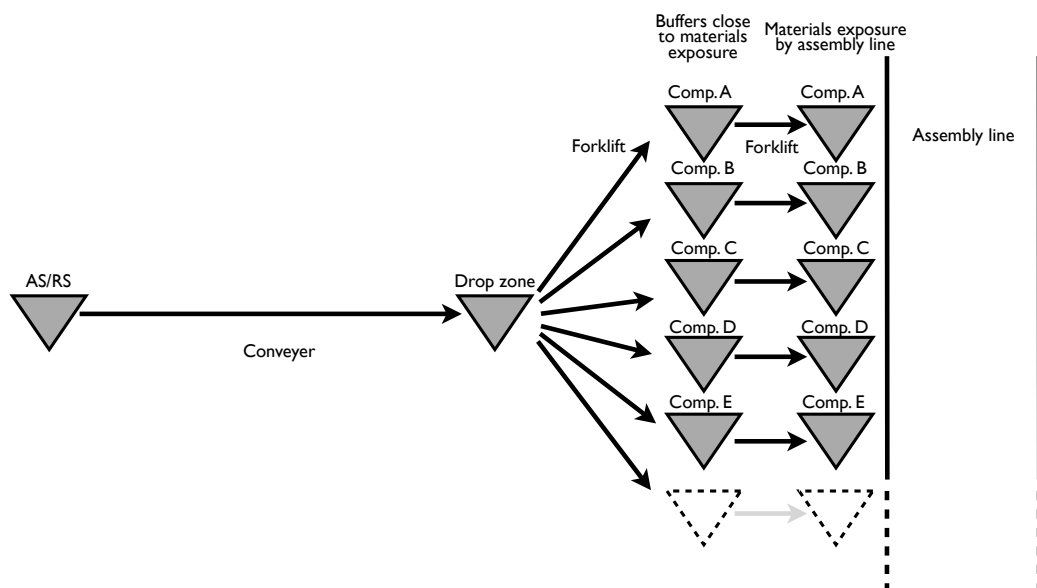 Buffers close
to materials
exposure
Materials exposure
by assembly line
Comp. A
Comp. A
Assembly line
Forklift
Forklift
Comp. B
Comp. B
Comp. C
Comp. C
AS/RS
Drop zone
Conveyer
Comp. D
Comp. D
Comp. E
Comp. E